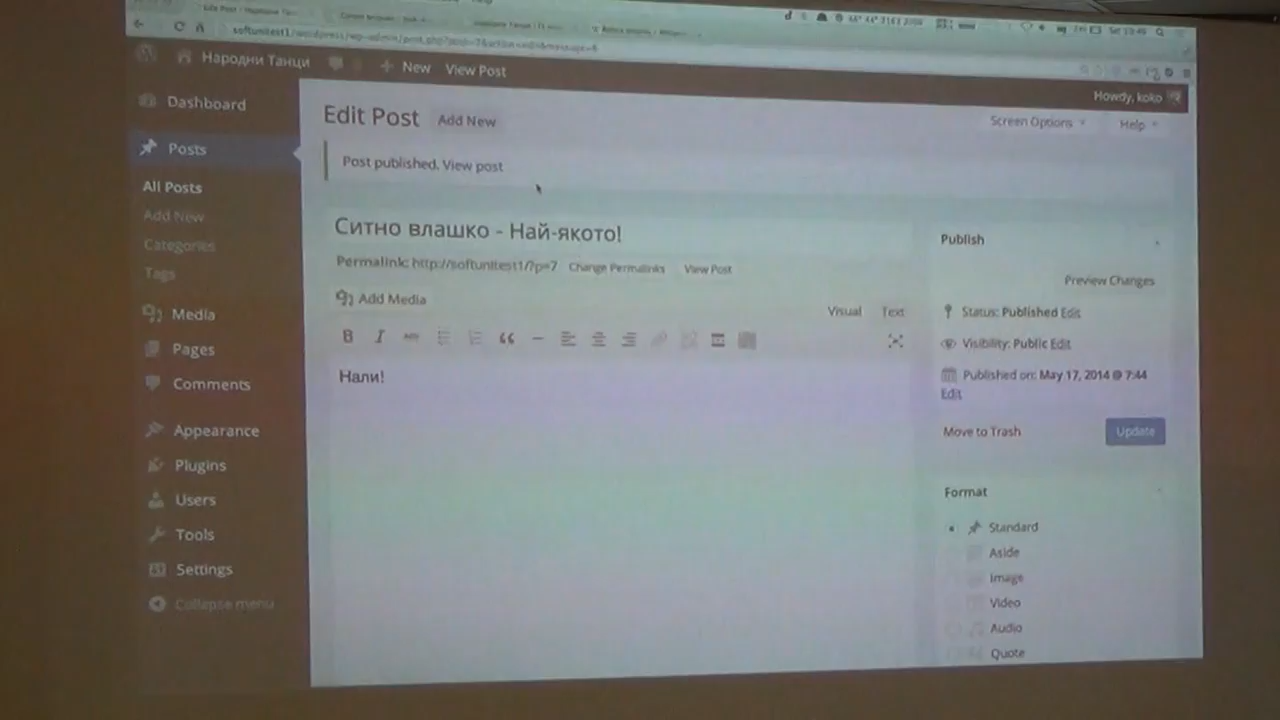 Народни Танци
New
View Post
Howdy, koko
Dashboard
Posts
All Posts
Add New
Categories
Tags
Media
Pages
Comments
Appearance
Plugins
Users
Tools
Settings
Collapse menu
Edit Post Add New
Screen Options
Help
Post published. View post
Ситно влашко - Най-якото!
Permalink: http://softunitest1/?p=7 Change Permalinks View Post
Add Media
Visual Text
B I
Нали!
Publish
Preview Changes
Status: Published Edit
Visibility: Public Edit
Published on: May 17, 2014 @ 7:44
Edit
Move to Trash
Update
Format
Standard
Aside
Image
Video
Audio
Quote